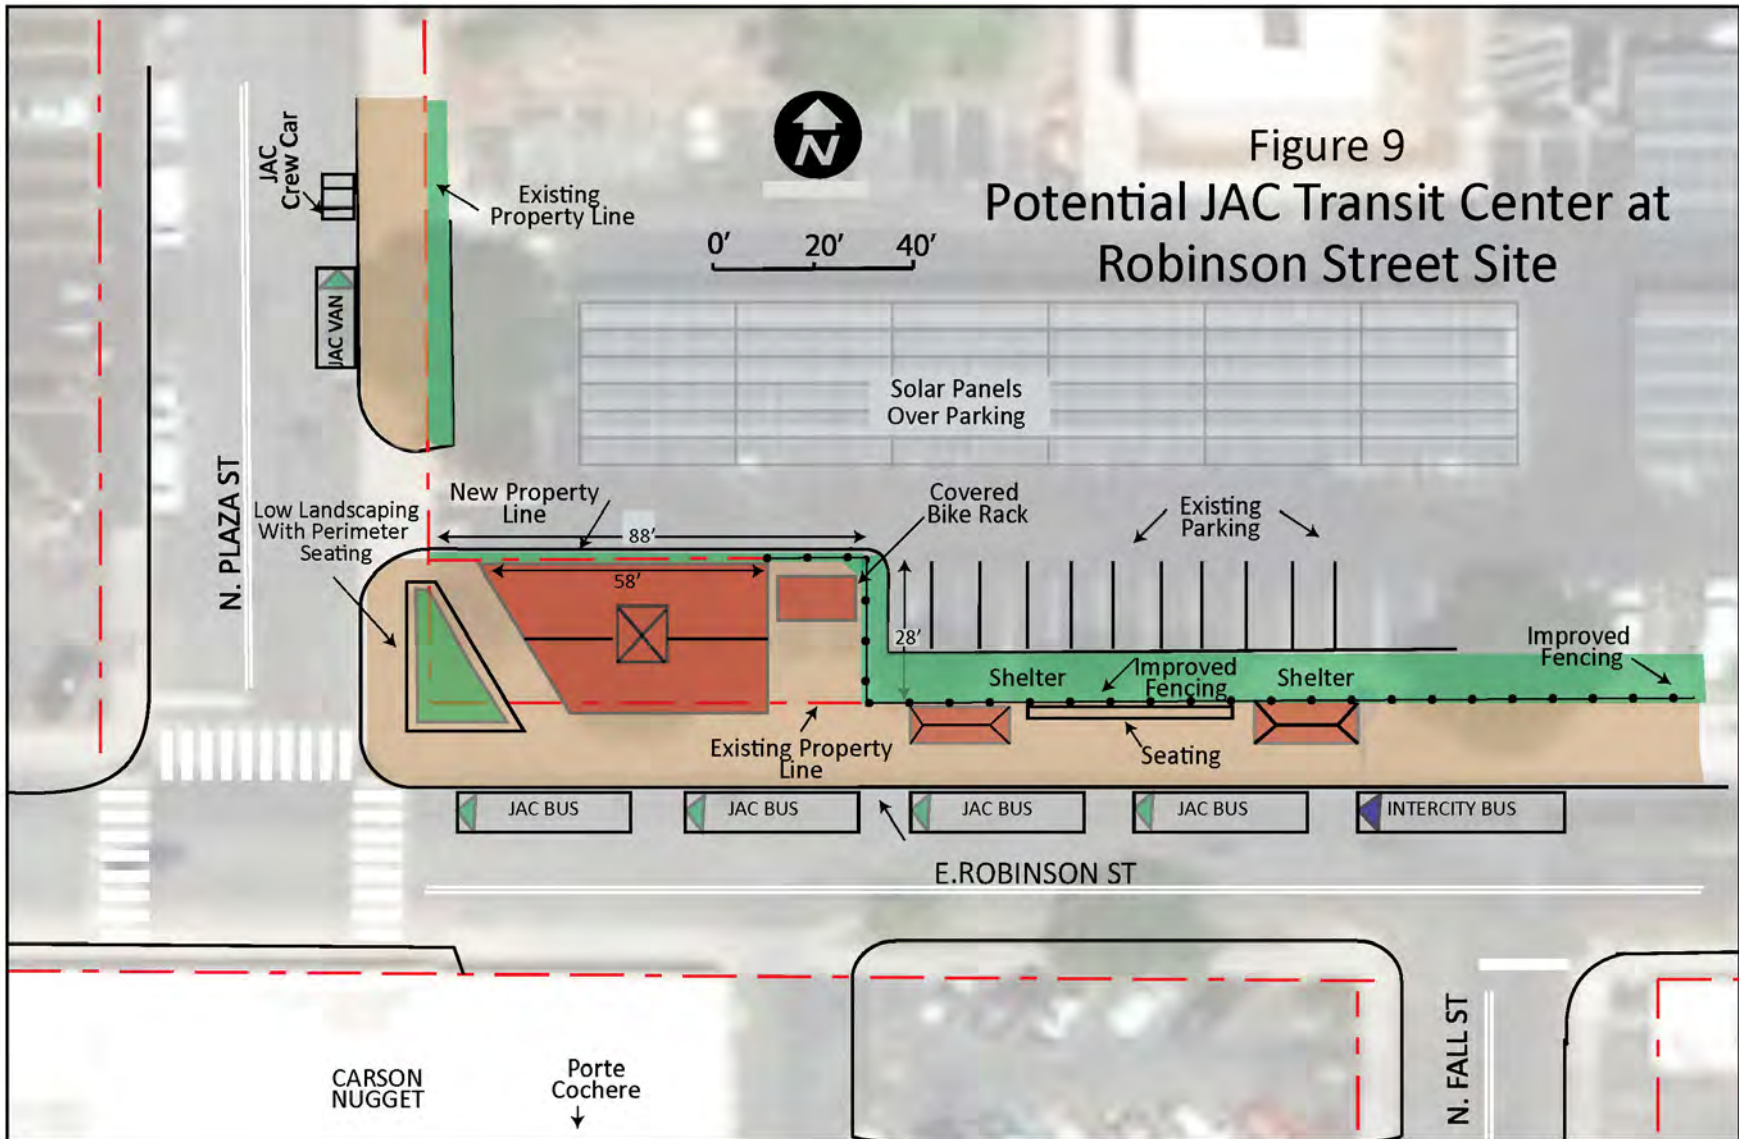 Figure 9
Potential JAC Transit Center at
Robinson Street Site
N
0' 20' 40'
JAC
Crew Car
Existing
Property Line
JAC VAN
Solar Panels
Over Parking
N. PLAZA ST
Low Landscaping
With Perimeter
Seating
New Property
Line
88'
58'
28'
Covered
Bike Rack
Existing
Parking
Improved
Fencing
Shelter
Improved
Fencing
Shelter
Existing Property
Line
Seating
JAC BUS
JAC BUS
JAC BUS
JAC BUS
INTERCITY BUS
E.ROBINSON ST
CARSON
NUGGET
Porte
Cochere
N. FALL ST